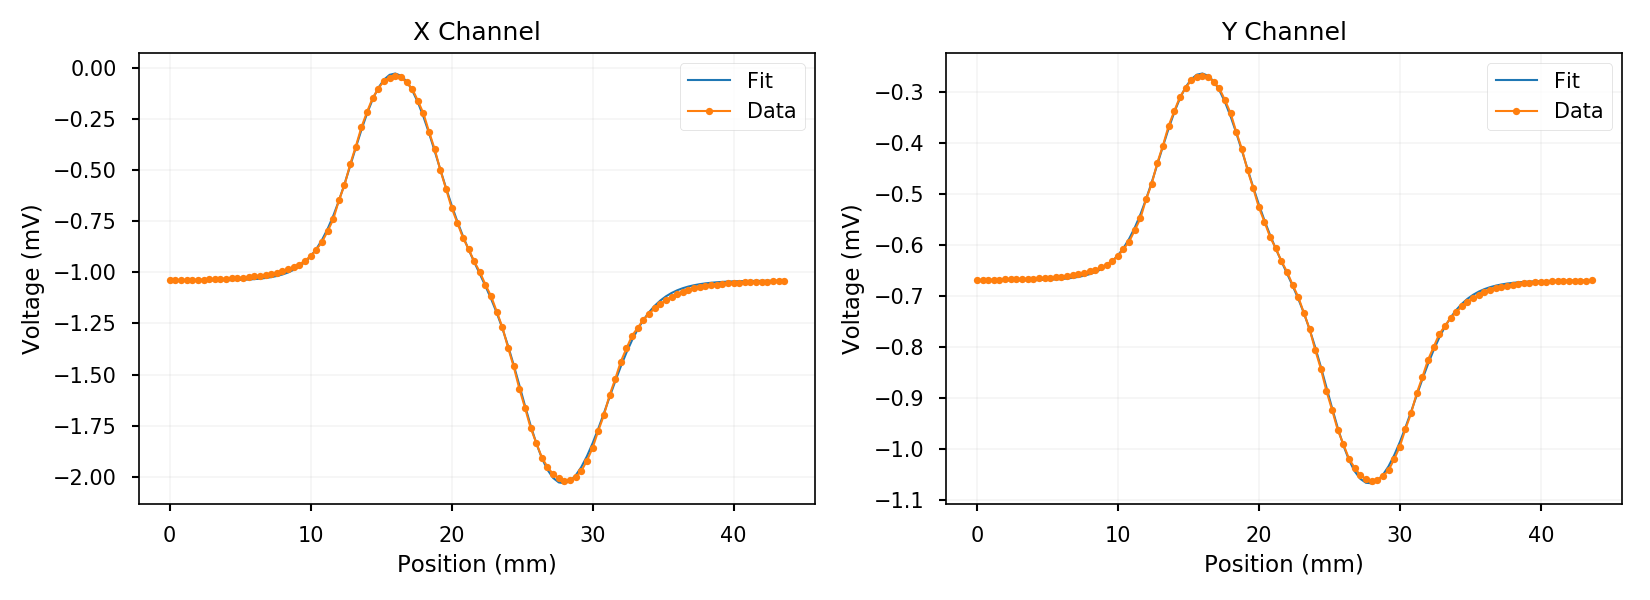 X Channel
Voltage (mV)
0.00
−0.25
−0.50
−0.75
−1.00
−1.25
−1.50
−1.75
−2.00
Fit
Data
0 10 20 30 40
Position (mm)
Y Channel
Voltage (mV)
−0.3
−0.4
−0.5
−0.6
−0.7
−0.8
−0.9
−1.0
−1.1
Fit
Data
0 10 20 30 40
Position (mm)